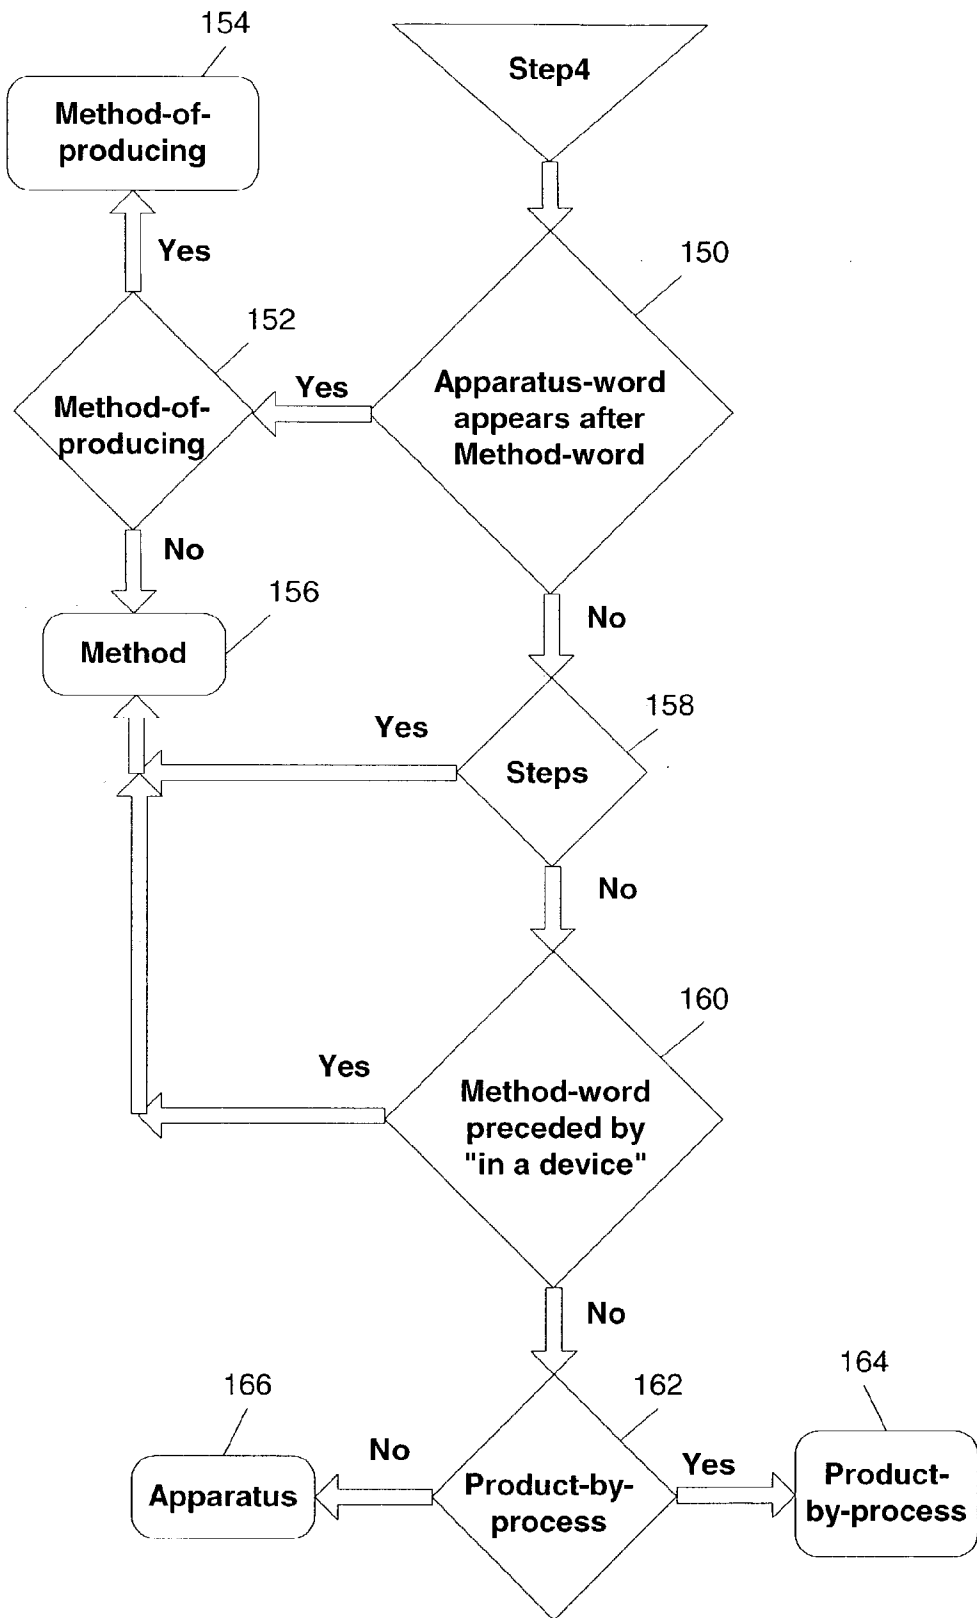 154
Step4
Method-of-
producing
Yes
150
152
Method-of-
producing
Yes
Apparatus-word
appears after
Method-word
No
156
Method
No
158
Yes
Steps
No
160
Yes
Method-word
preceded by
"in a device"
No
162
164
166
No
Yes
Apparatus
Product-by-
process
Product-
by-process